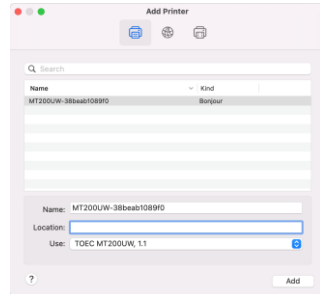 Add Printer
Search
Name Kind
MT200UW-38beab1089f0 Bonjour
Name: MT200UW-38beab1089f0
Location:
Use: TOEC MT200UW, 1.1
? Add